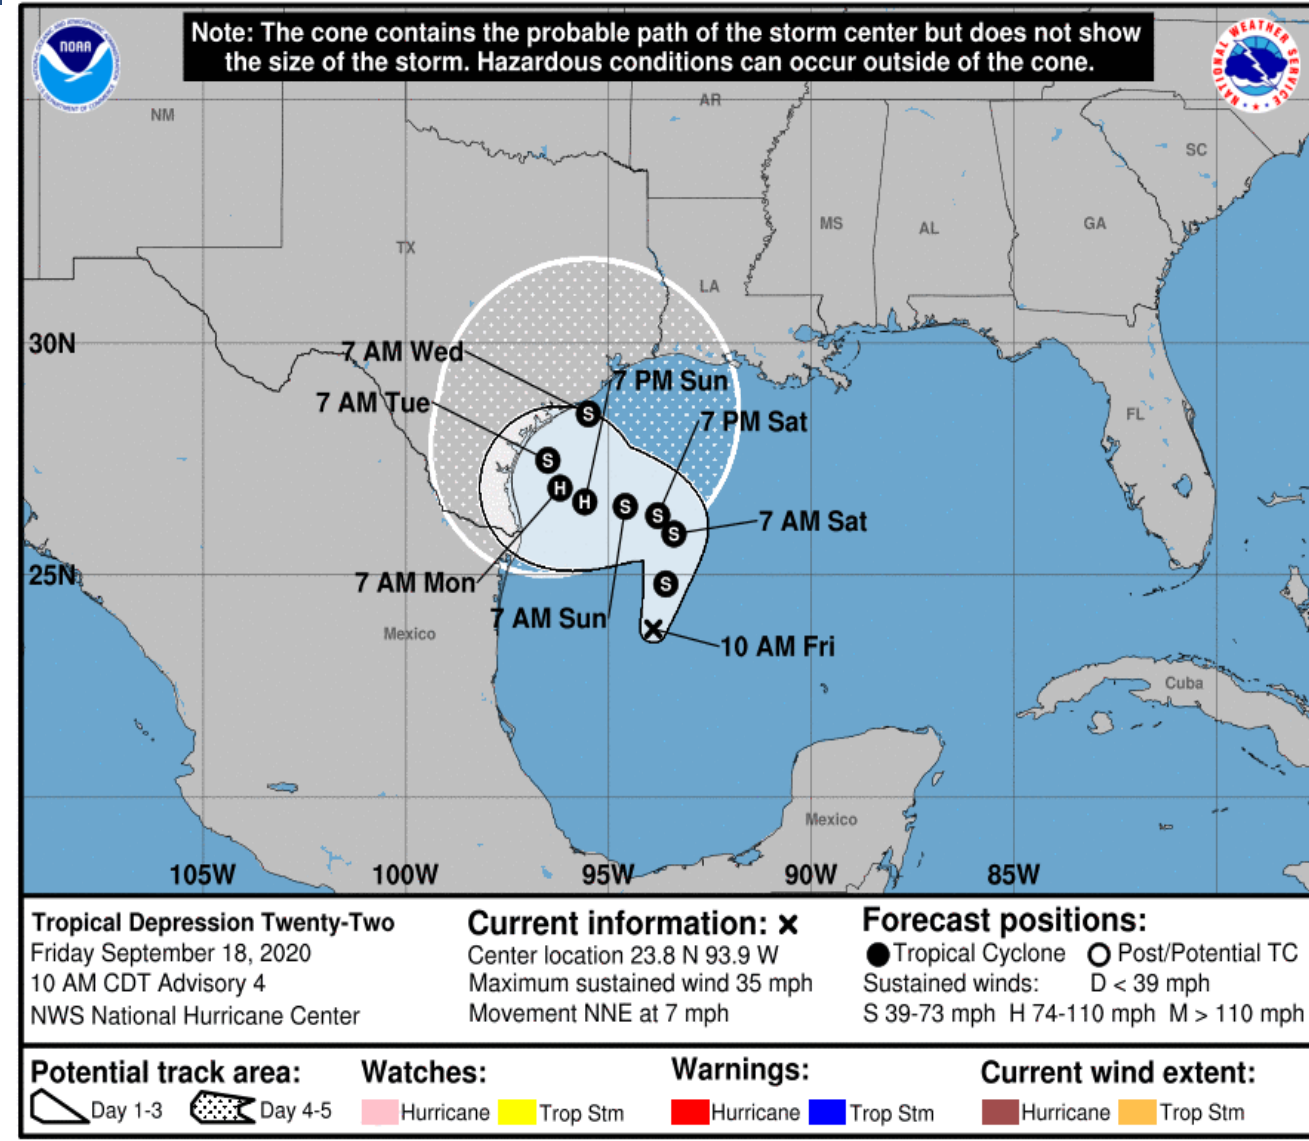 Note: The cone contains the probable path of the storm center but does not show
the size of the storm. Hazardous conditions can occur outside of the cone.
NOAA
NATIONAL WEATHER SERVICE
NM
AR
SC
MS
AL
GA
TX
LA
30N
7 AM Wed
7 PM Sun
7 AM Tue
FL
S
7 PM Sat
S
H
H
S
S
7 AM Sat
S
25N
7 AM Mon
S
7 AM Sun
Mexico
10 AM Fri
Cuba
Mexico
105W
100W
95W
90W
85W
Tropical Depression Twenty-Two
Friday September 18, 2020
10 AM CDT Advisory 4
NWS National Hurricane Center
Current information: x
Center location 23.8 N 93.9 W
Maximum sustained wind 35 mph
Movement NNE at 7 mph
Forecast positions:
Tropical Cyclone Post/Potential TC
Sustained winds: D < 39 mph
S 39-73 mph H 74-110 mph M > 110 mph
Potential track area:
Day 1-3 Day 4-5
Watches:
Hurricane Trop Stm
Warnings:
Hurricane Trop Stm
Current wind extent:
Hurricane Trop Stm